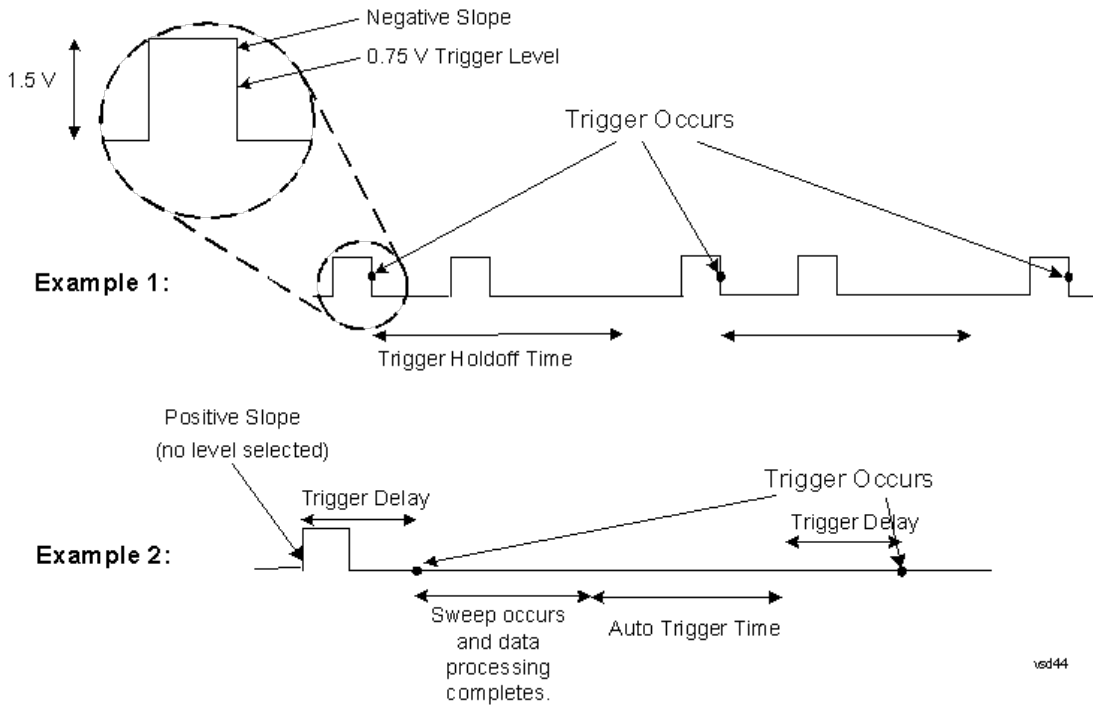 Negative Slope
0.75 V Trigger Level
1.5 V
Trigger Occurs
Example 1:
Trigger Holdoff Time
Positive Slope
(no level selected)
Trigger Delay
Trigger Occurs
Trigger Delay
Example 2:
Sweep occurs
and data
processing
completes.
Auto Trigger Time
vsd44